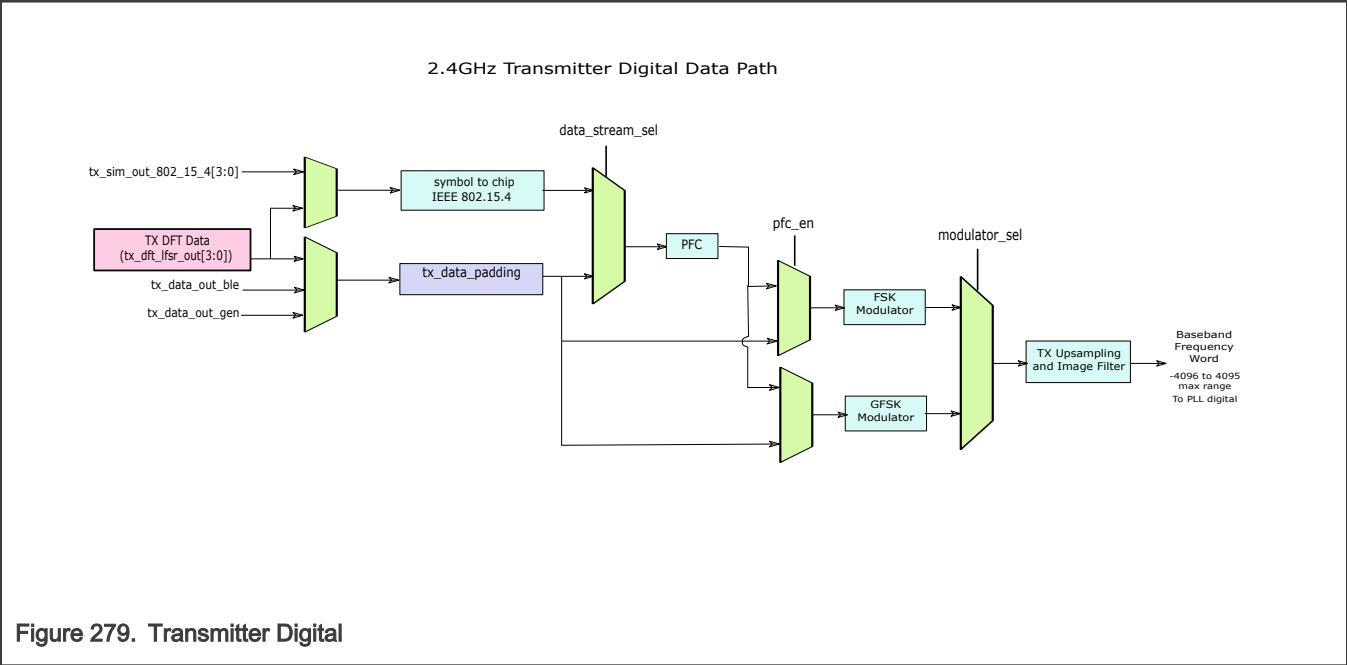 2.4GHz Transmitter Digital Data Path
data_stream_sel
tx_sim_out_802_15_4[3:0]
symbol to chip
IEEE 802.15.4
TX DFT Data
(tx_dft_lfsr_out[3:0])
tx_data_out_ble
tx_data_out_gen
tx_data_padding
PFC
pfc_en
modulator_sel
FSK
Modulator
GFSK
Modulator
TX Upsampling
and Image Filter
Baseband
Frequency
Word
-4096 to 4095
max range
To PLL digital
Figure 279. Transmitter Digital